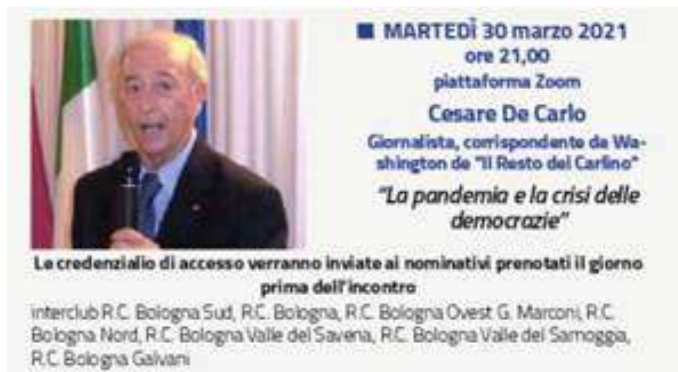 MARTEDÌ 30 marzo 2021
ore 21,00
piattaforma Zoom
Cesare De Carlo
Giornalista, corrispondente da Wa-
shington de "Il Resto del Carlino"
"La pandemia e la crisi delle
democrazie"
Le credenzialio di accesso verranno inviate ai nominativi prenotati il giorno
prima dell'incontro
interclub R.C. Bologna Sud, R.C. Bologna, R.C. Bologna Ovest G. Marconi, R.C.
Bologna Nord, R.C. Bologna Valle del Savena, R.C. Bologna Valle del Samoggia,
R.C. Bologna Galvani